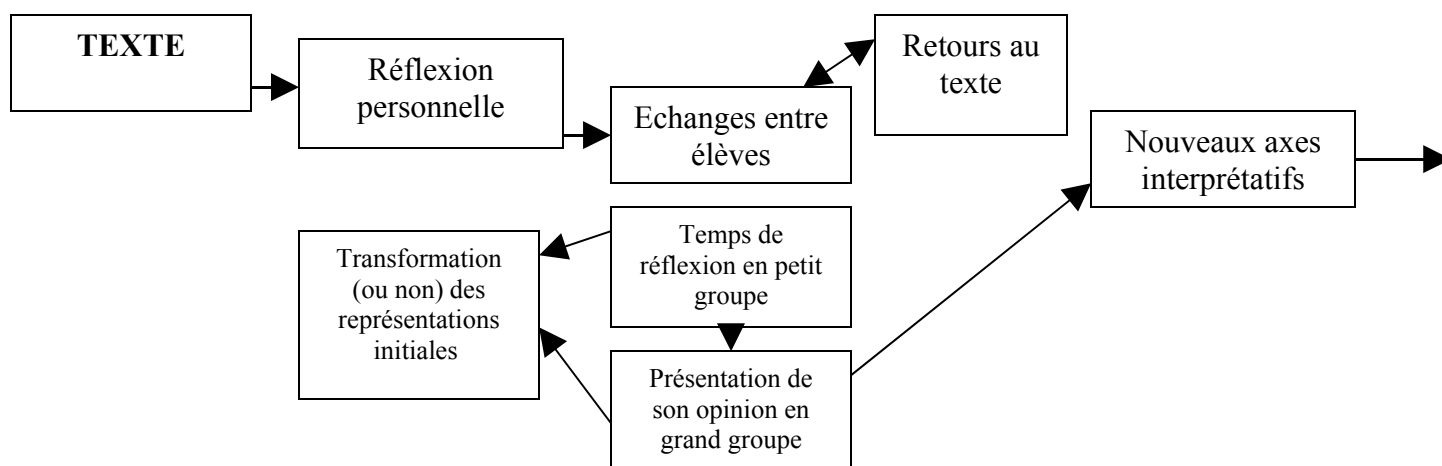 TEXTE
Réflexion
personnelle
Echanges entre
élèves
Retours au
texte
Nouveaux axes
interprétatifs
Transformation
(ou non) des
représentations
initiales
Temps de
réflexion en petit
groupe
Présentation de
son opinion en
grand groupe